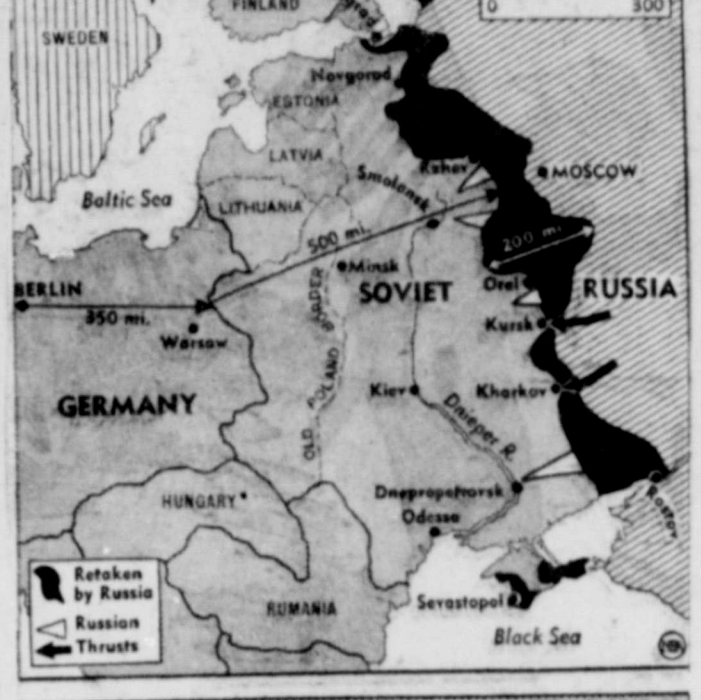 0 300
FINLAND
grad
SWEDEN
Novgorod
ESTONIA
LATVIA
MOSCOW
Smolensk
Baltic Sea
LITHUANIA
500 mi.
200 mi.
Minsk
BERLIN
350 mi.
SOVIET
Orel
RUSSIA
Warsaw
Kursk
OLD POLAND BORDER
GERMANY
Kiev
Kharkov
Dnieper R.
HUNGARY
Dnepropetrovsk
Odessa
Rostov
Retaken
by Russia
Russian
Thrusts
RUMANIA
Sevastopol
Black Sea